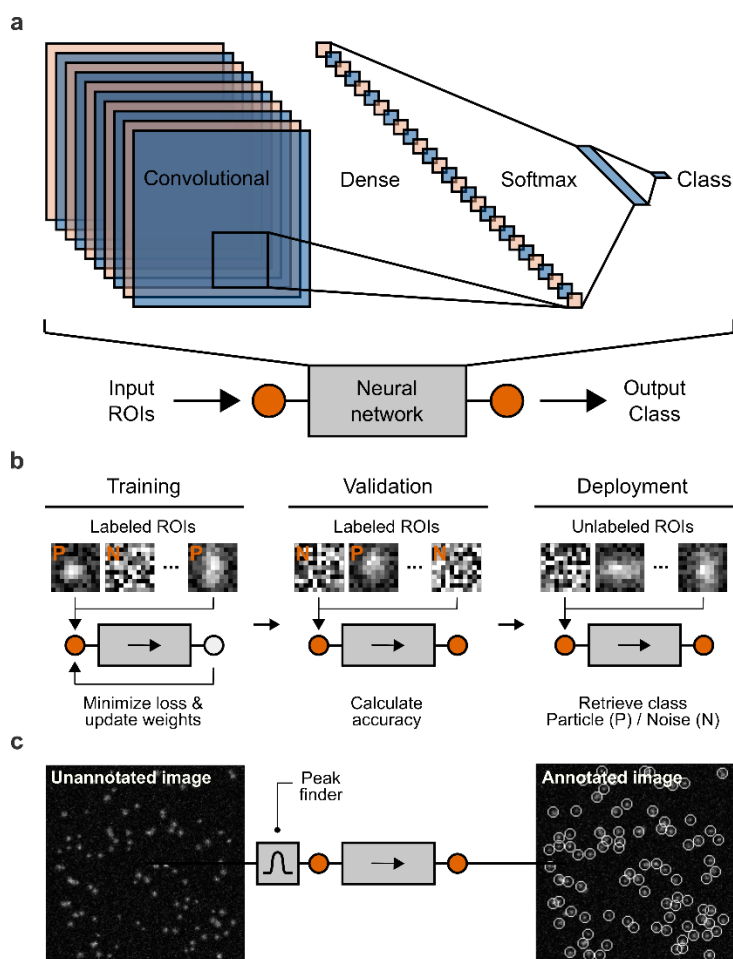 a
Convolutional
Dense
Softmax
Class
Input
ROIs
Neural
network
Output
Class
b
Training
Validation
Deployment
Labeled ROIs
Labeled ROIs
Unlabeled ROIs
P
N
...
P
N
P
...
N
...
Minimize loss &
update weights
Calculate
accuracy
Retrieve class
Particle (P) / Noise (N)
c
Unannotated image
Peak
finder
Annotated image